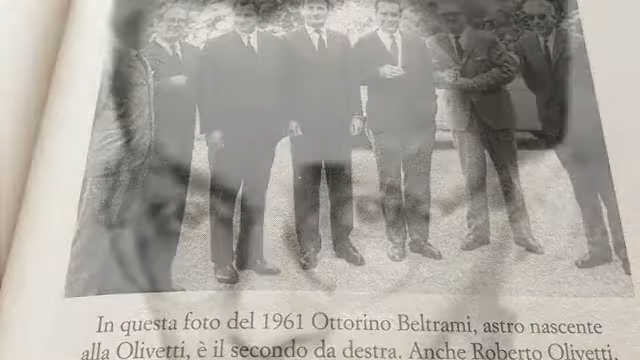 In questa foto del 1961 Ottorino Beltrami, astro nascente
alla Olivetti, è il secondo da destra. Anche Roberto Olivetti,